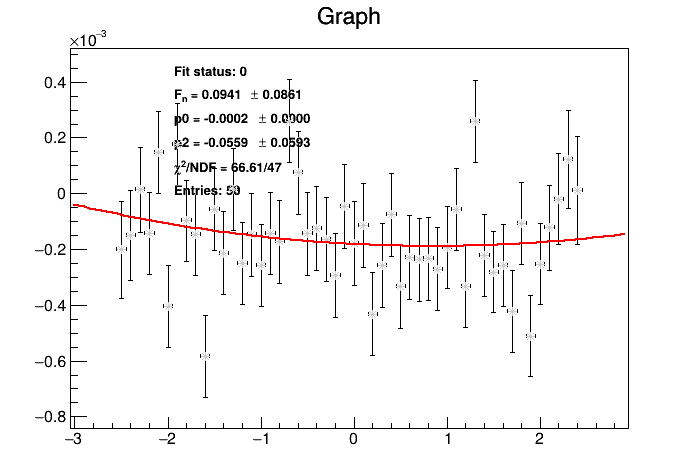 Graph
×10⁻³
Fit status: 0
Fn = 0.0941 ± 0.0861
p0 = -0.0002 ± 0.0000
p2 = -0.0559 ± 0.0593
χ²/NDF = 66.61/47
Entries: 50
0.4
0.2
0
−0.2
−0.4
−0.6
−0.8
−3 −2 −1 0 1 2